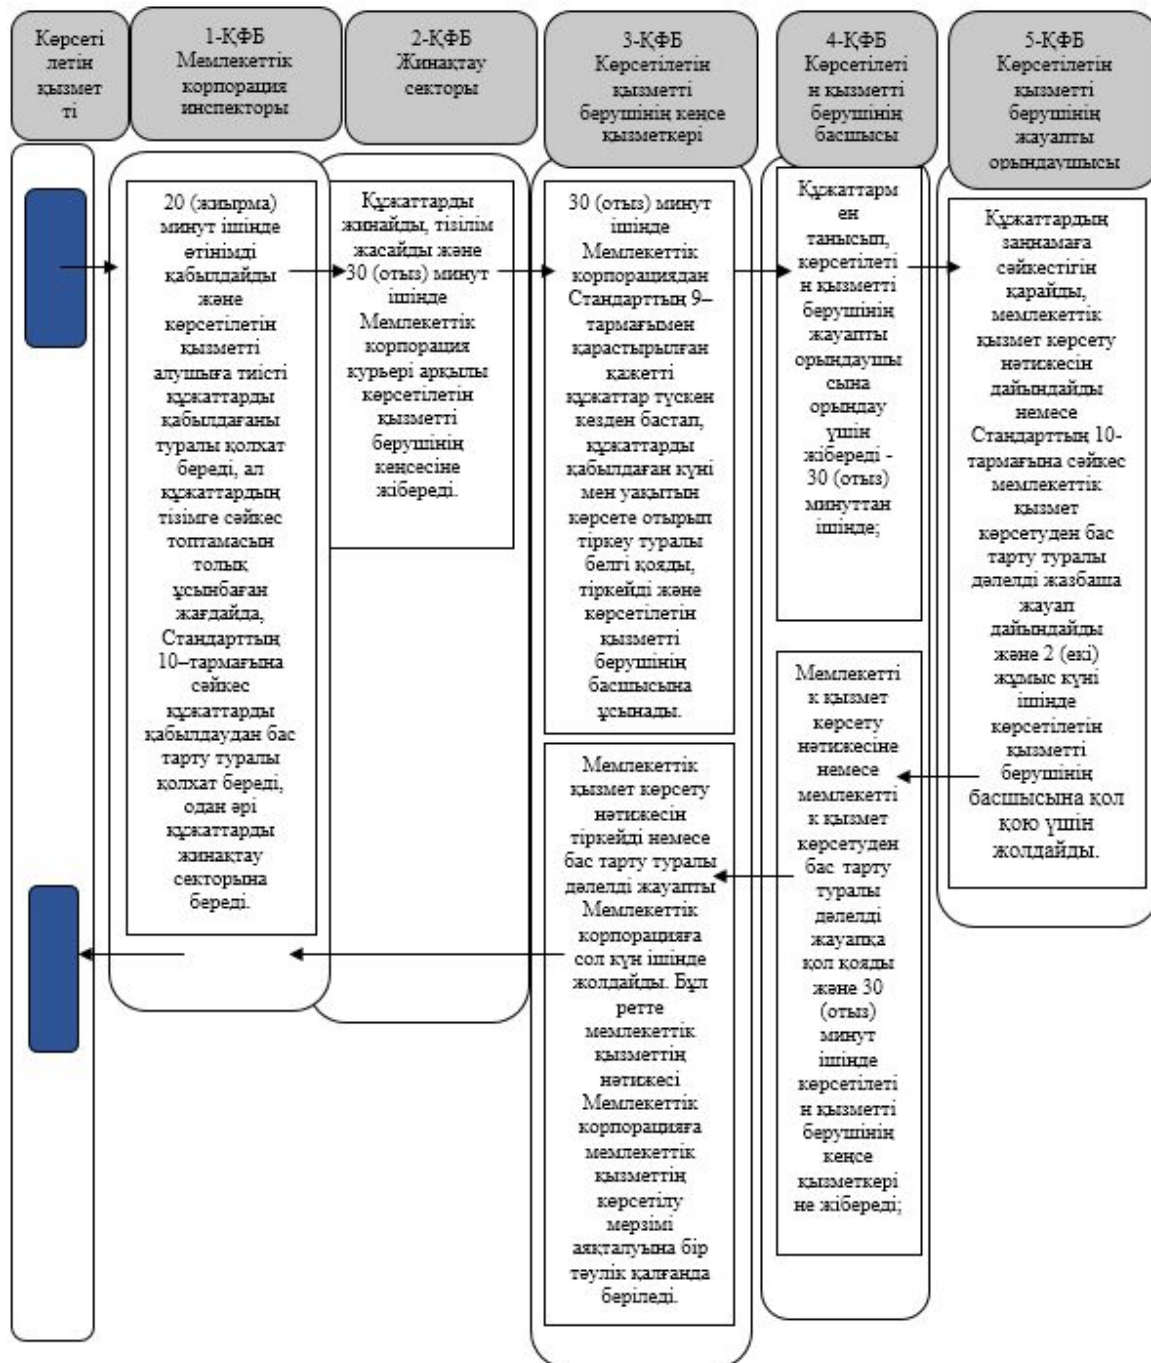 Көрсеті
летін
қызмет
ті
1-ҚФБ
Мемлекеттік
корпорация
инспекторы
2-ҚФБ
Жинақтау
секторы
3-ҚФБ
Көрсетілетін
қызметті
берушінің кеңсе
қызметкері
4-ҚФБ
Көрсетілеті
н қызметті
берушінің
басшысы
5-ҚФБ
Көрсетілетін
қызметті
берушінің
жауапты
орындаушысы
20 (жиырма)
минут ішінде
өтінімді
қабылдайды
және
көрсетілетін
қызметті
алушыға тиісті
құжаттарды
қабылдағаны
туралы қолхат
береді, ал
құжаттардың
тізімге сәйкес
топтамасын
толық
ұсынбаған
жағдайда,
Стандарттың
10–тармағына
сәйкес
құжаттарды
қабылдаудан бас
тарту туралы
қолхат береді,
одан әрі
құжаттарды
жинақтау
секторына
береді.
Құжаттарды
жинайды, тізілім
жасайды және
30 (отыз) минут
ішінде
Мемлекеттік
корпорация
курьері арқылы
көрсетілетін
қызметті
берушінің
кеңсесіне
жібереді.
30 (отыз) минут
ішінде
Мемлекеттік
корпорациядан
Стандарттың 9–
тармағымен
қарастырылған
қажетті
құжаттар түскен
кезден бастап,
құжаттарды
қабылдаған күні
мен уақытын
көрсете отырып
тіркеу туралы
белгі қояды,
тіркейді және
көрсетілетін
қызметті
берушінің
басшысына
ұсынады.
Мемлекеттік
қызмет көрсету
нәтижесін
тіркейді немесе
бас тарту туралы
дәлелді жауапты
Мемлекеттік
корпорацияға
сол күн ішінде
жолдайды. Бұл
ретте
мемлекеттік
қызметтің
нәтижесі
Мемлекеттік
корпорацияға
мемлекеттік
қызметтің
көрсетілу
мерзімі
аяқталуына бір
тәулік қалғанда
беріледі.
Құжаттарм
ен
танысып,
көрсетілеті
н қызметті
берушінің
жауапты
орындаушы
сына
орындау
үшін
жібереді -
30 (отыз)
минуттан
ішінде;
Мемлекетті
к қызмет
көрсету
нәтижесіне
немесе
мемлекетті
к қызмет
көрсетуден
бас тарту
туралы
дәлелді
жауапқа
қол қояды
және 30
(отыз)
минут
ішінде
көрсетілеті
н қызметті
берушінің
кеңсе
қызметкері
не жібереді;
Құжаттардың
заңнамаға
сәйкестігін
қарайды,
мемлекеттік
қызмет көрсету
нәтижесін
дайындайды
немесе
Стандарттың 10-
тармағына сәйкес
мемлекеттік
қызмет
көрсетуден бас
тарту туралы
дәлелді жазбаша
жауап
дайындайды
және 2 (екі)
жұмыс күні
ішінде
көрсетілетін
қызметті
берушінің
басшысына қол
қою үшін
жолдайды.